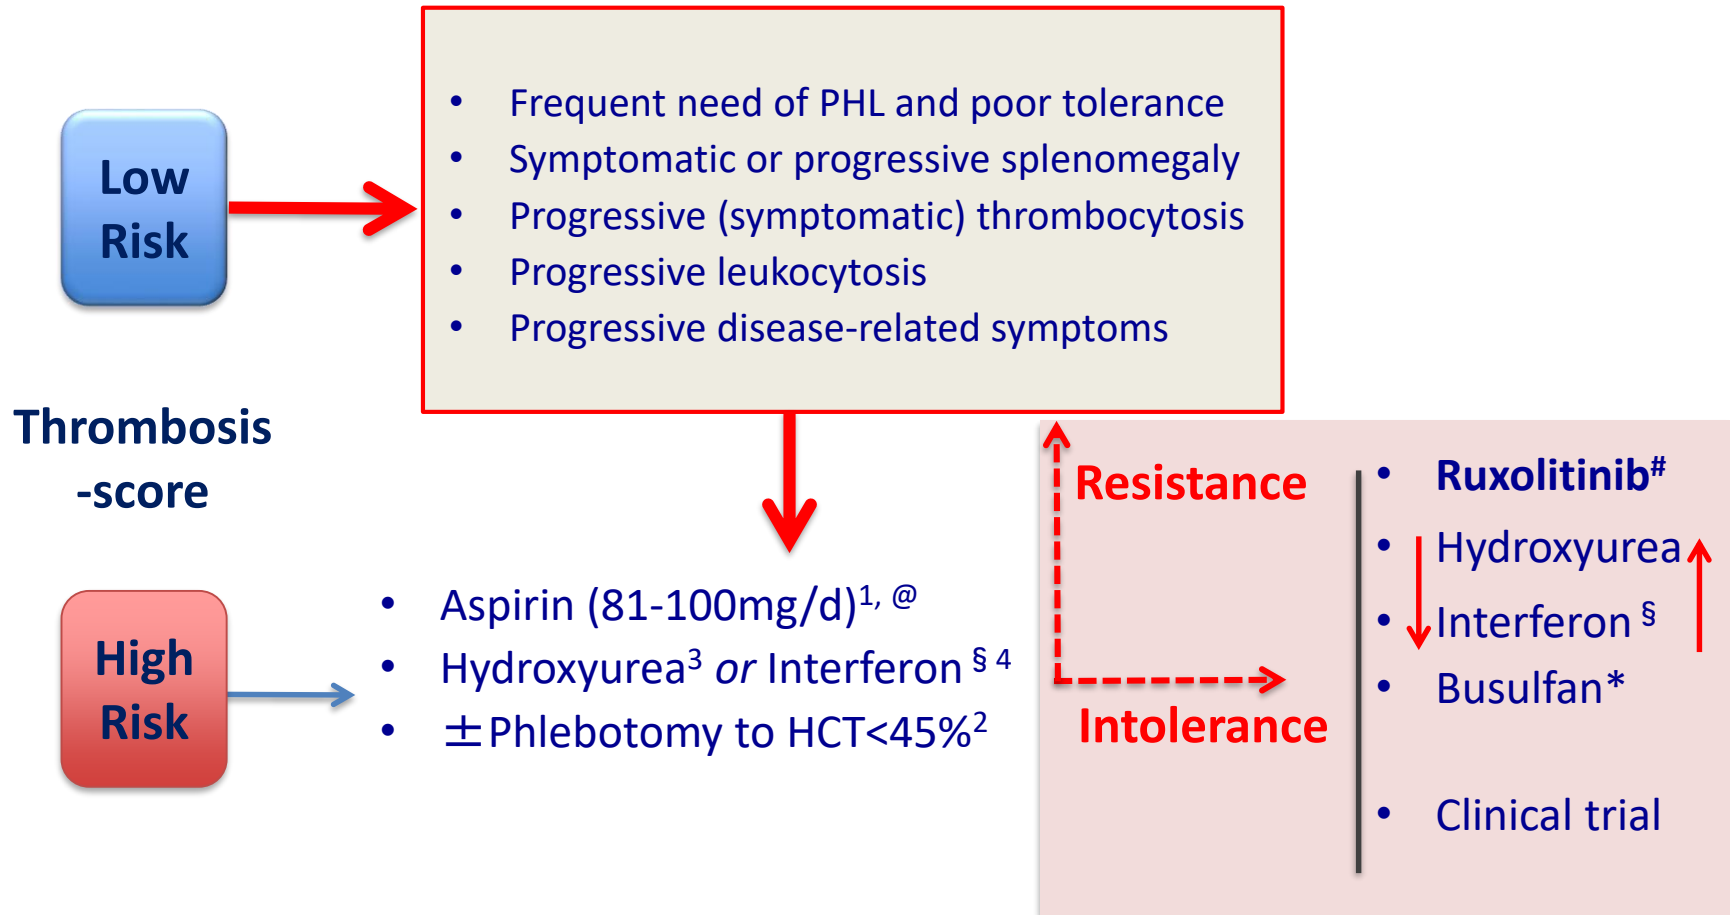 Low
Risk
• Frequent need of PHL and poor tolerance
• Symptomatic or progressive splenomegaly
• Progressive (symptomatic) thrombocytosis
• Progressive leukocytosis
• Progressive disease-related symptoms
Thrombosis
-score
High
Risk
• Aspirin (81-100mg/d)¹, @
• Hydroxyurea³ or Interferon § ⁴
• ±Phlebotomy to HCT<45%²
Resistance
Intolerance
• Ruxolitinib#
• Hydroxyurea
• Interferon §
• Busulfan*
• Clinical trial